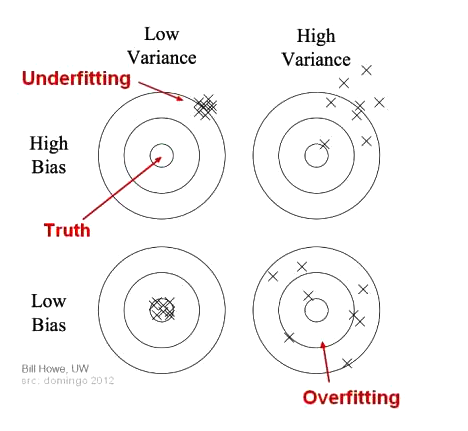 Low
Variance
High
Variance
Underfitting
High
Bias
Truth
Low
Bias
Bill Howe, UW
src: domingo 2012
Overfitting